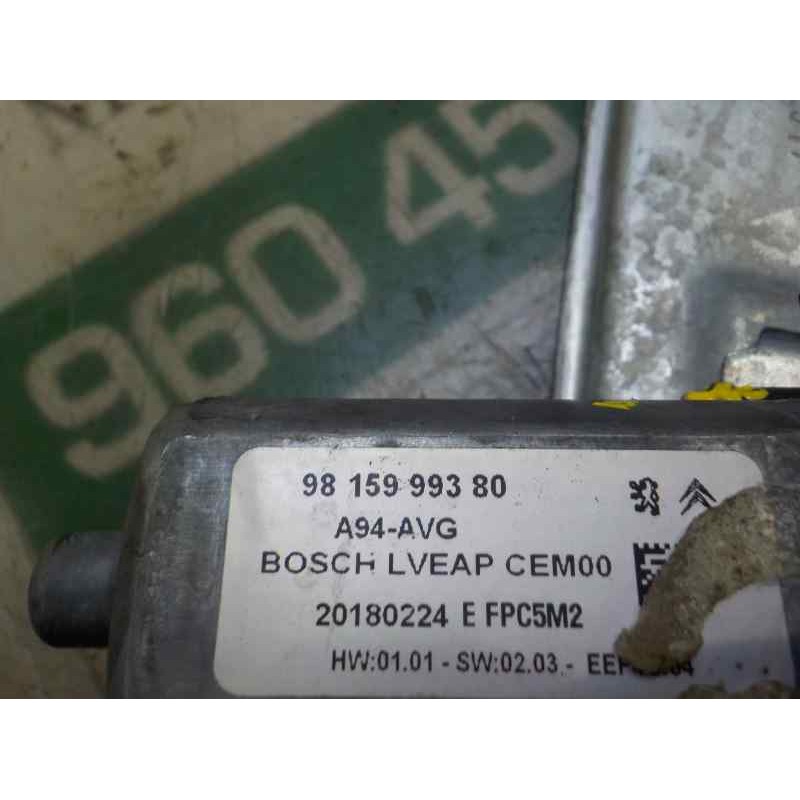 960 45
98 159 993 80
A94-AVG
BOSCH LVEAP CEM00
20180224 E FPC5M2
HW:01.01 - SW:02.03.-